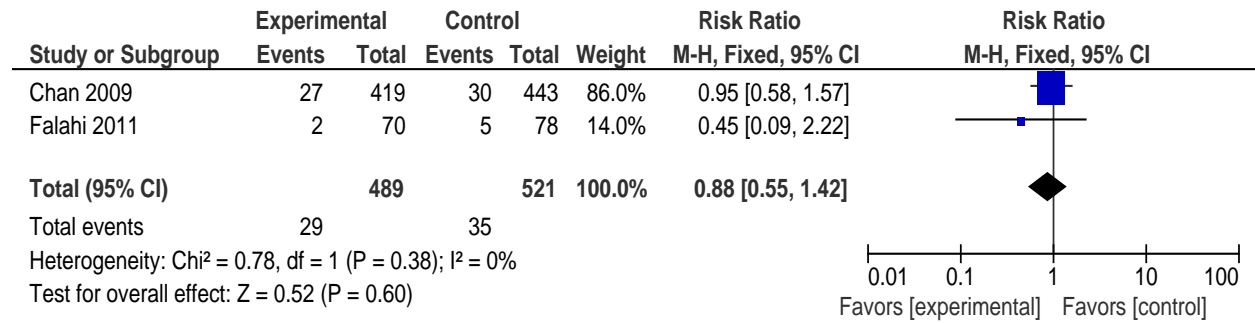 Experimental Control Risk Ratio Risk Ratio
Study or Subgroup Events Total Events Total Weight M-H, Fixed, 95% CI M-H, Fixed, 95% CI
Chan 2009 27 419 30 443 86.0% 0.95 [0.58, 1.57]
Falahi 2011 2 70 5 78 14.0% 0.45 [0.09, 2.22]
Total (95% CI) 489 521 100.0% 0.88 [0.55, 1.42]
Total events 29 35
Heterogeneity: Chi² = 0.78, df = 1 (P = 0.38); I² = 0%
Test for overall effect: Z = 0.52 (P = 0.60)
0.01 0.1 1 10 100
Favors [experimental] Favors [control]